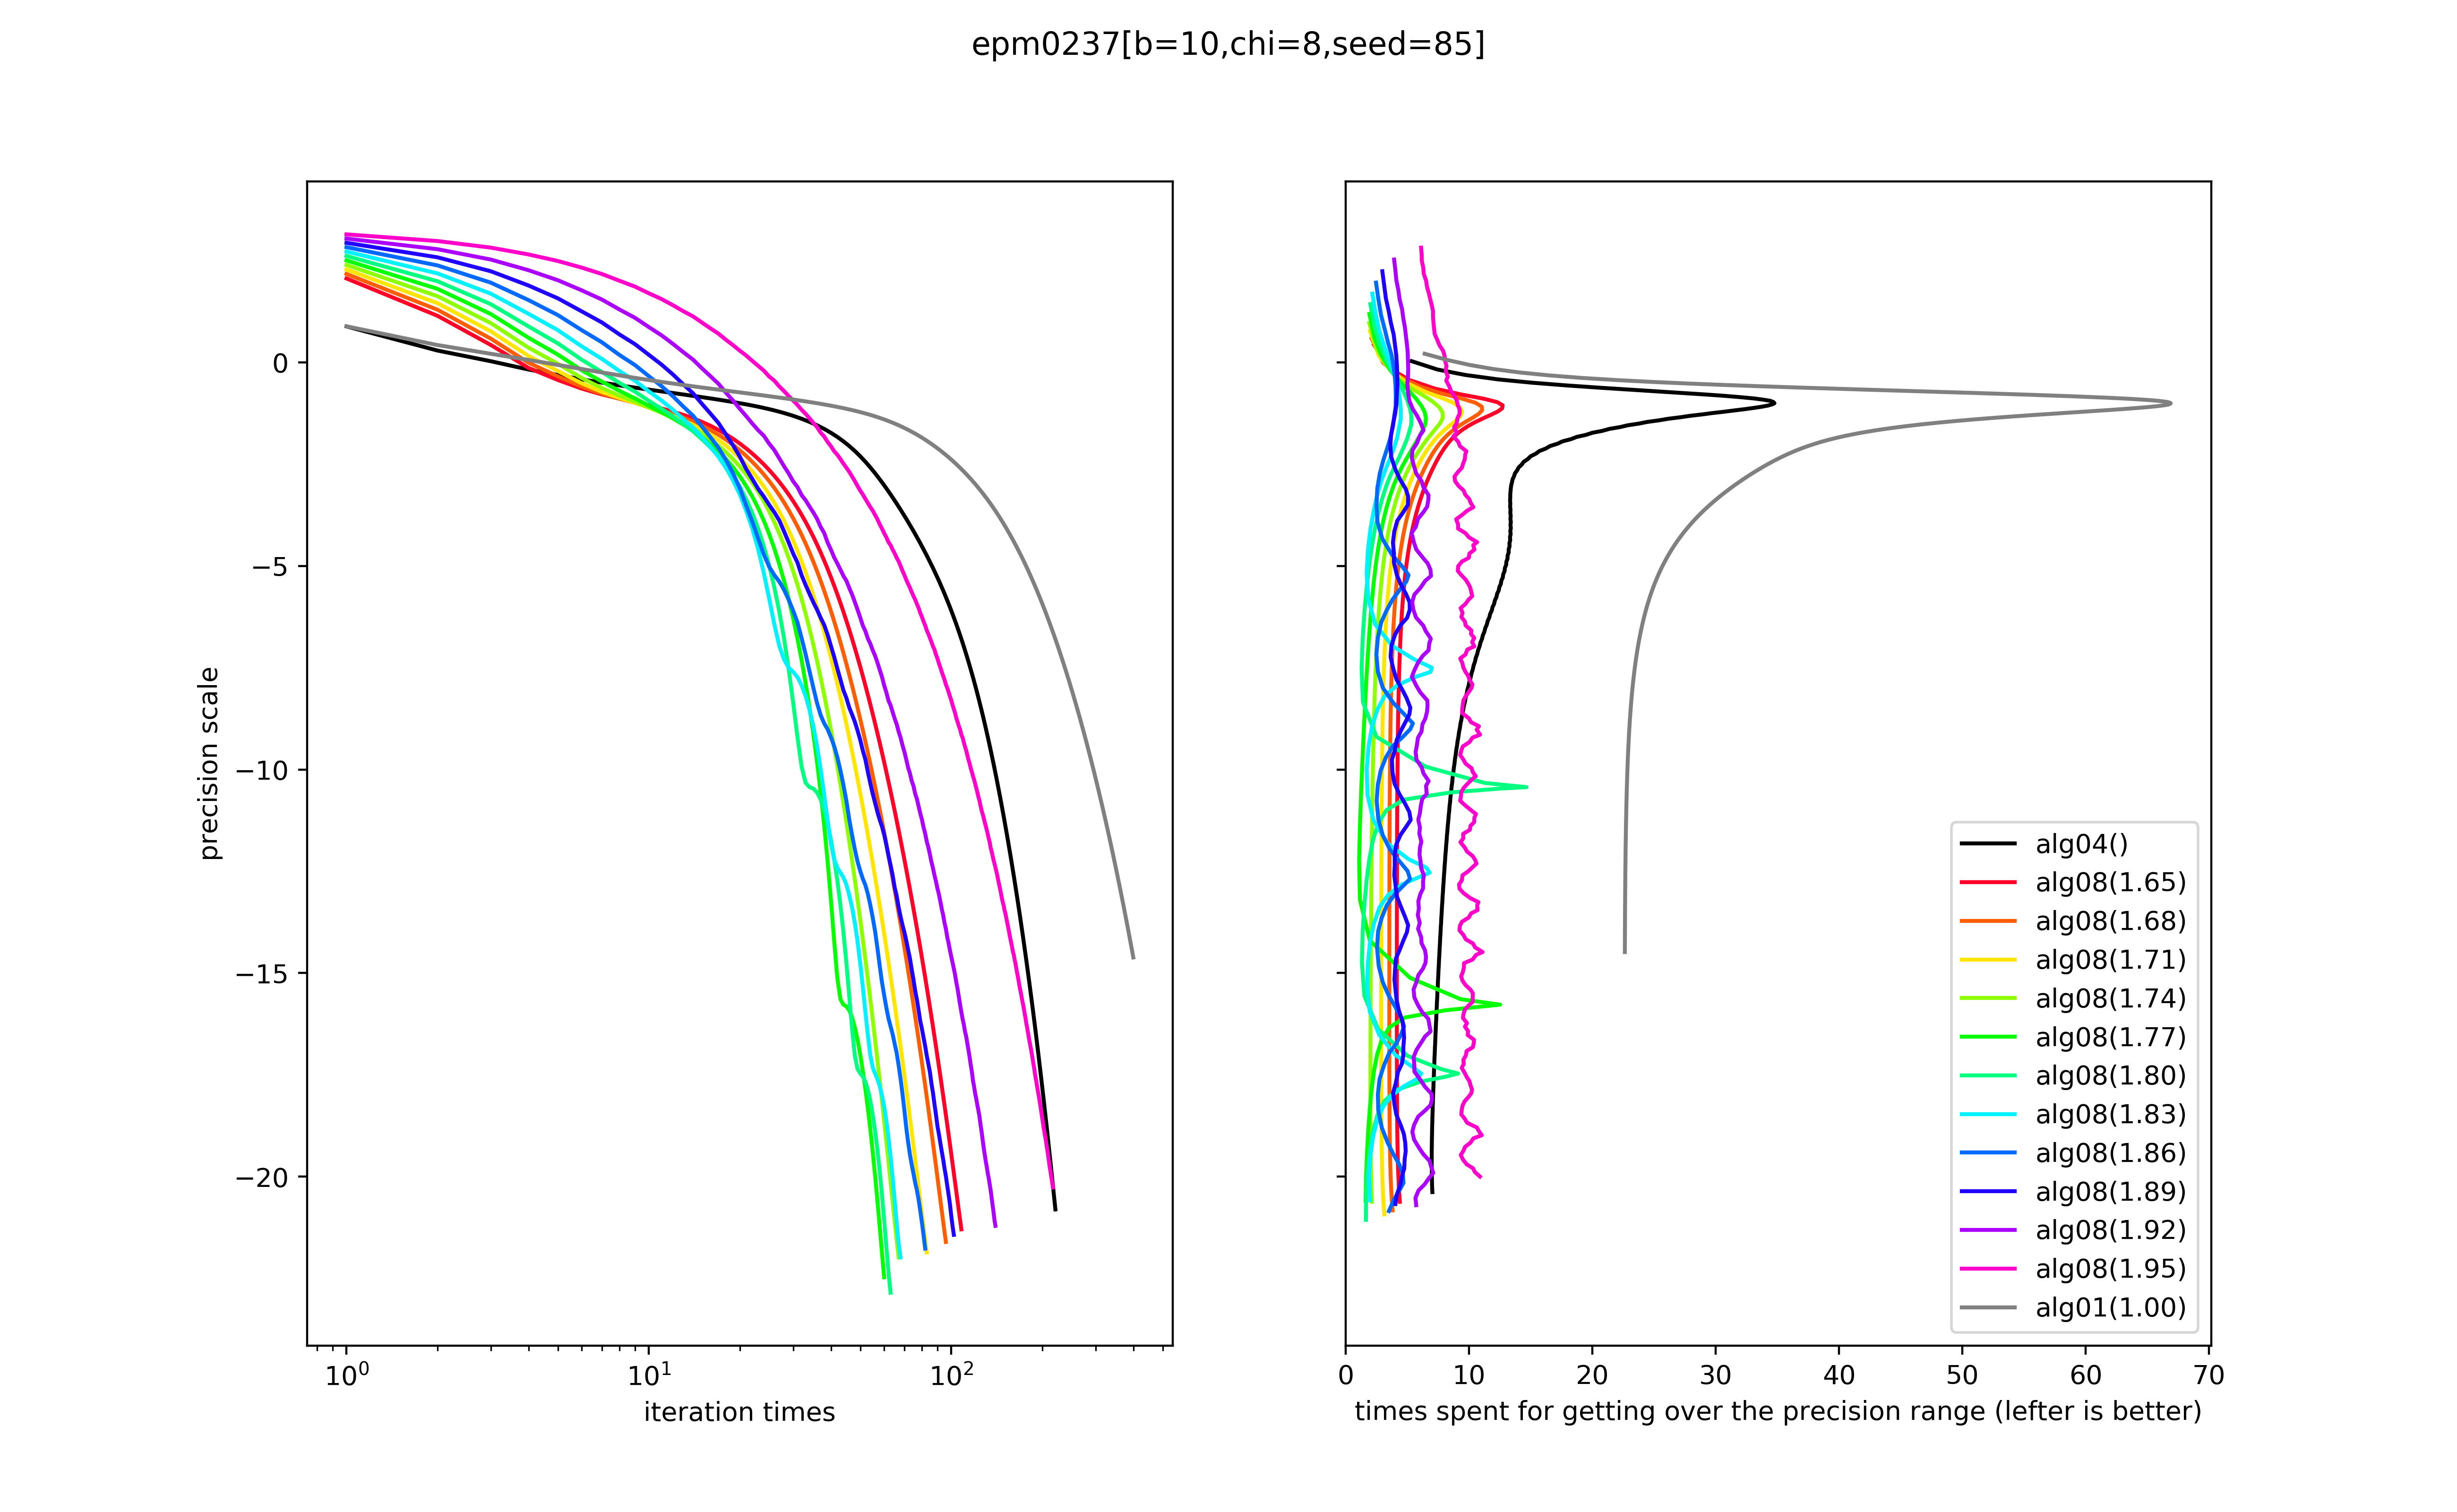 epm0237[b=10,chi=8,seed=85]
precision scale
0
−5
−10
−15
−20
10⁰ 10¹ 10²
iteration times
0 10 20 30 40 50 60 70
times spent for getting over the precision range (lefter is better)
alg04()
alg08(1.65)
alg08(1.68)
alg08(1.71)
alg08(1.74)
alg08(1.77)
alg08(1.80)
alg08(1.83)
alg08(1.86)
alg08(1.89)
alg08(1.92)
alg08(1.95)
alg01(1.00)